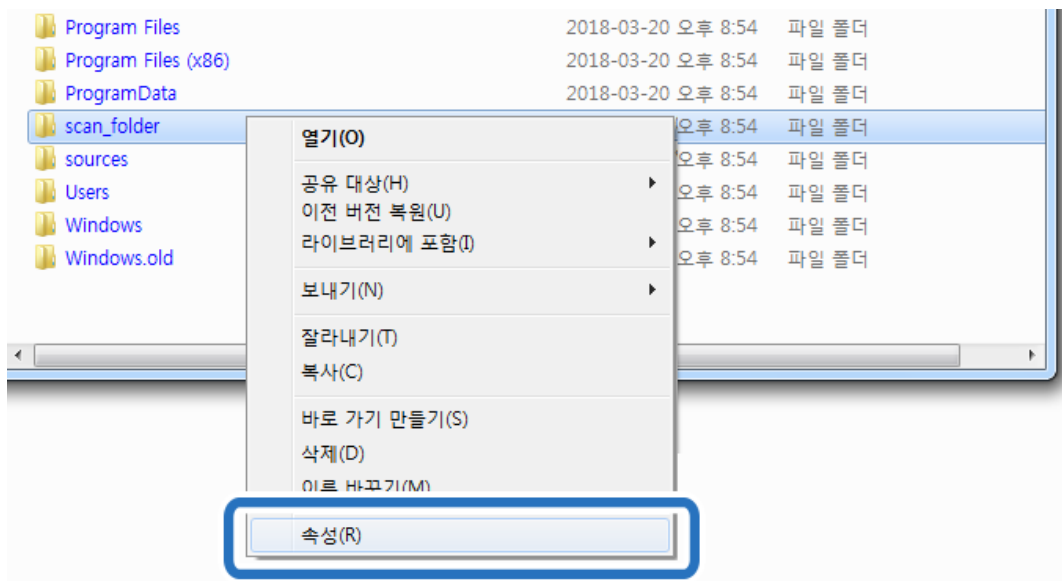 Program Files 2018-03-20 오후 8:54 파일 폴더
Program Files (x86) 2018-03-20 오후 8:54 파일 폴더
ProgramData 2018-03-20 오후 8:54 파일 폴더
scan_folder 오후 8:54 파일 폴더
sources 오후 8:54 파일 폴더
Users 오후 8:54 파일 폴더
Windows 오후 8:54 파일 폴더
Windows.old 오후 8:54 파일 폴더
열기(O)
공유 대상(H)
이전 버전 복원(U)
라이브러리에 포함(I)
보내기(N)
잘라내기(T)
복사(C)
바로 가기 만들기(S)
삭제(D)
이름 바꾸기(M)
속성(R)